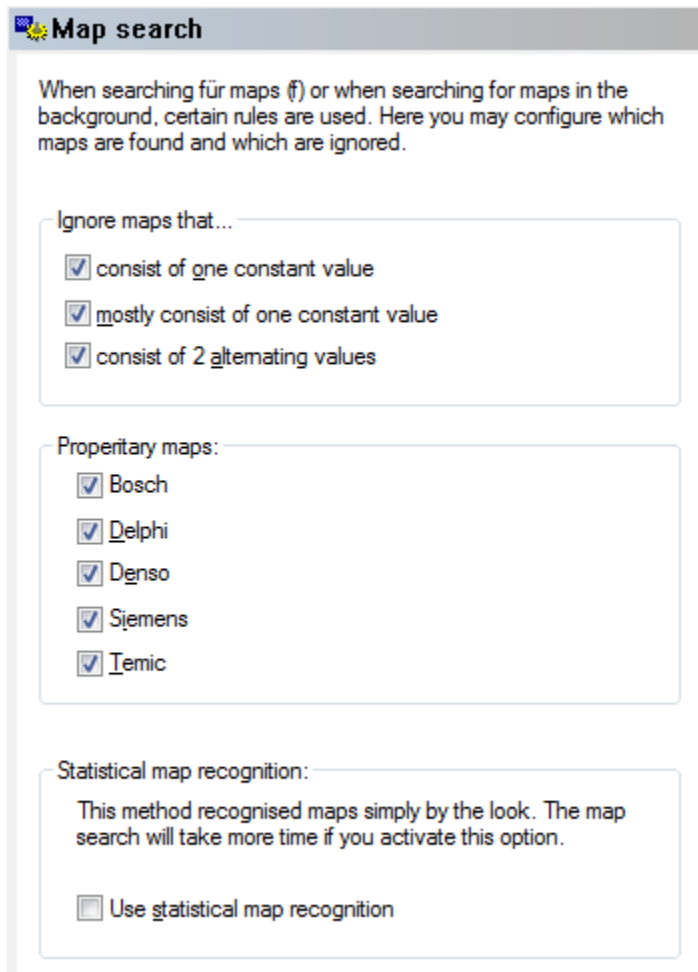 Map search
When searching für maps (f) or when searching for maps in the
background, certain rules are used. Here you may configure which
maps are found and which are ignored.
Ignore maps that...
consist of one constant value
mostly consist of one constant value
consist of 2 alternating values
Properitary maps:
Bosch
Delphi
Denso
Siemens
Temic
Statistical map recognition:
This method recognised maps simply by the look. The map
search will take more time if you activate this option.
Use statistical map recognition